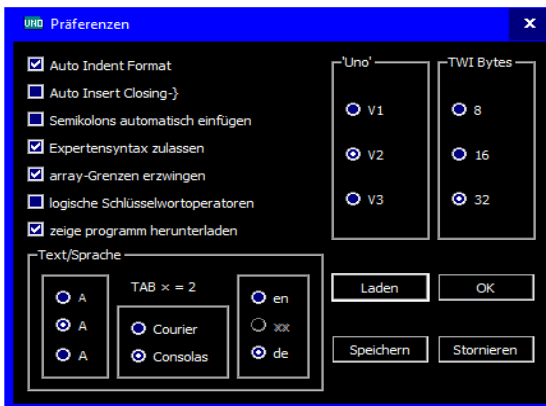 UHD Präferenzen X
Auto Indent Format
Auto Insert Closing-}
Semikolons automatisch einfügen
Expertensyntax zulassen
array-Grenzen erzwingen
logische Schlüsselwortoperatoren
zeige programm herunterladen
'Uno'
V1
V2
V3
TWI Bytes
8
16
32
Text/Sprache
A
A
A
TAB × = 2
Courier
Consolas
en
xx
de
Laden
OK
Speichern
Stornieren